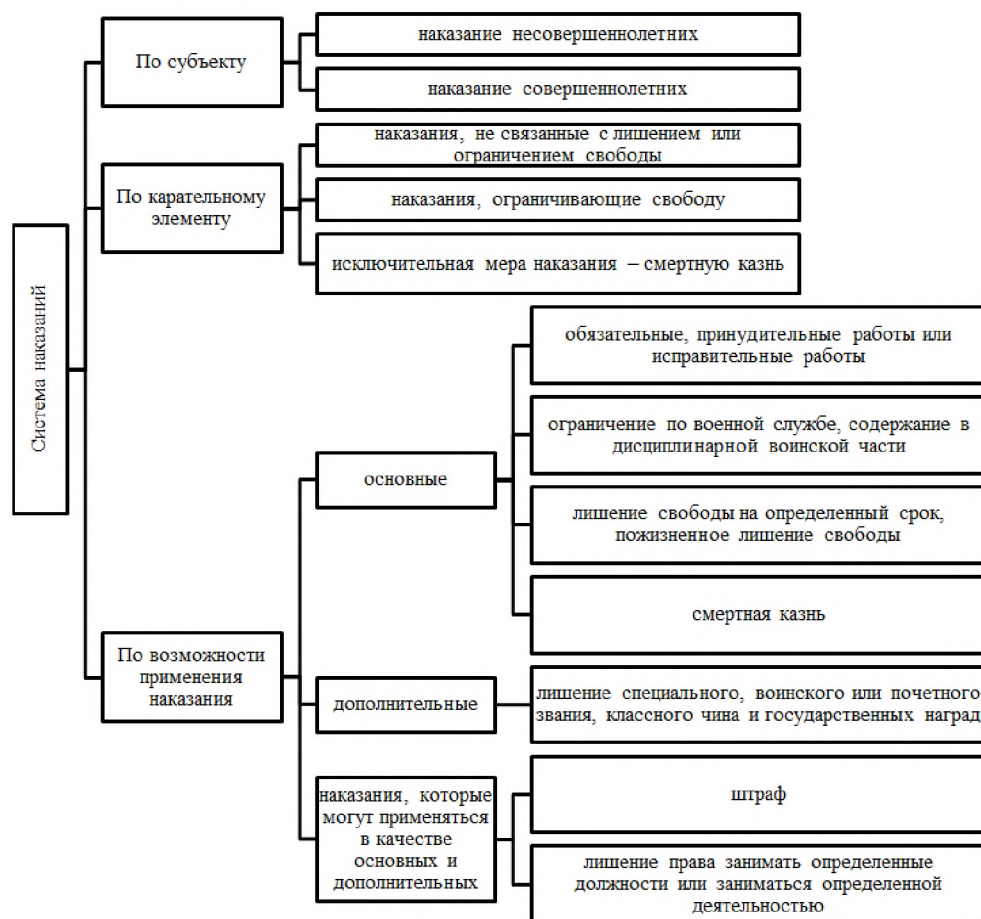 Система наказаний
По субъекту
наказание несовершеннолетних
наказание совершеннолетних
По карательному
элементу
наказания, не связанные с лишением или
ограничением свободы
наказания, ограничивающие свободу
исключительная мера наказания – смертную казнь
По возможности
применения
наказания
основные
обязательные, принудительные работы или
исправительные работы
ограничение по военной службе, содержание в
дисциплинарной воинской части
лишение свободы на определенный срок,
пожизненное лишение свободы
смертная казнь
дополнительные
лишение специального, воинского или почетного
звания, классного чина и государственных наград
наказания, которые
могут применяться
в качестве
основных и
дополнительных
штраф
лишение права занимать определенные
должности или заниматься определенной
деятельностью